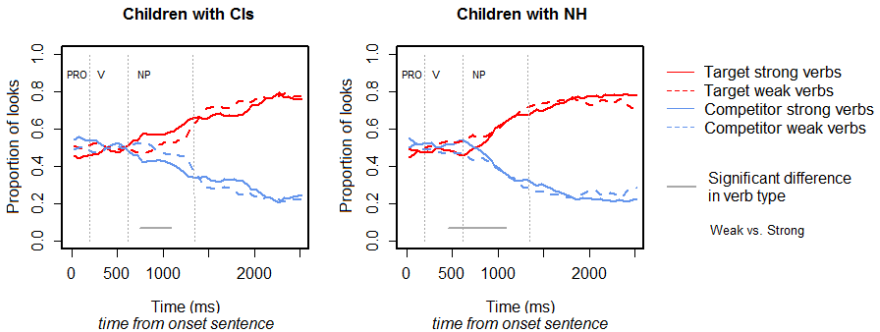 Children with CIs
Children with NH
Proportion of looks
1.0
0.8
0.6
0.4
0.2
0.0
PRO V NP
0 500 1000 2000
Time (ms)
time from onset sentence
Proportion of looks
1.0
0.8
0.6
0.4
0.2
0.0
PRO V NP
0 500 1000 2000
Time (ms)
time from onset sentence
Target strong verbs
Target weak verbs
Competitor strong verbs
Competitor weak verbs
Significant difference
in verb type
Weak vs. Strong